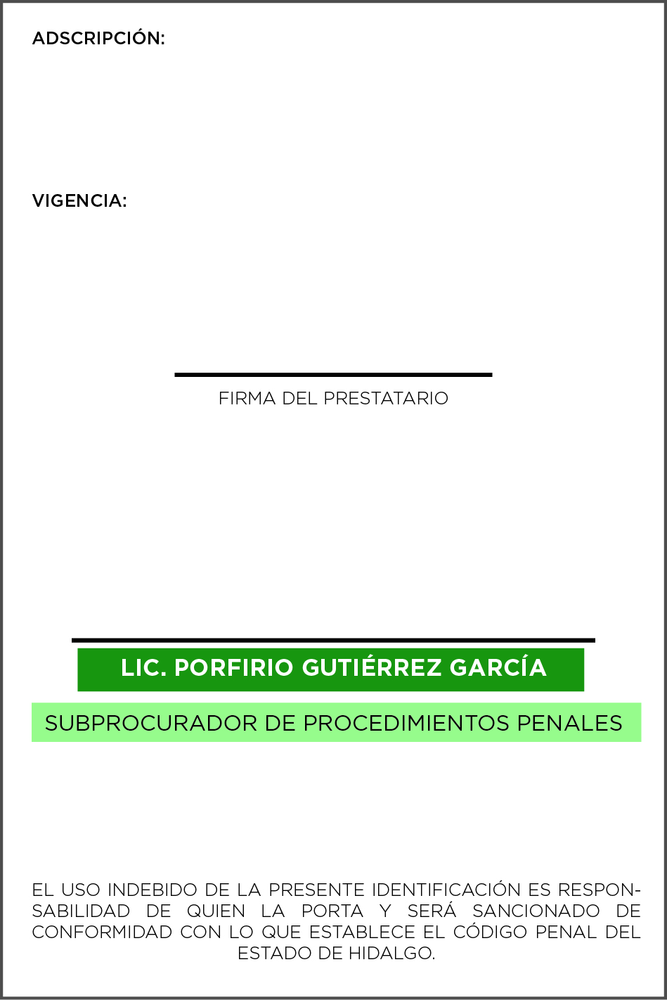 ADSCRIPCIÓN:
VIGENCIA:
FIRMA DEL PRESTATARIO
LIC. PORFIRIO GUTIÉRREZ GARCÍA
SUBPROCURADOR DE PROCEDIMIENTOS PENALES
EL USO INDEBIDO DE LA PRESENTE IDENTIFICACIÓN ES RESPON-
SABILIDAD DE QUIEN LA PORTA Y SERÁ SANCIONADO DE
CONFORMIDAD CON LO QUE ESTABLECE EL CÓDIGO PENAL DEL
ESTADO DE HIDALGO.